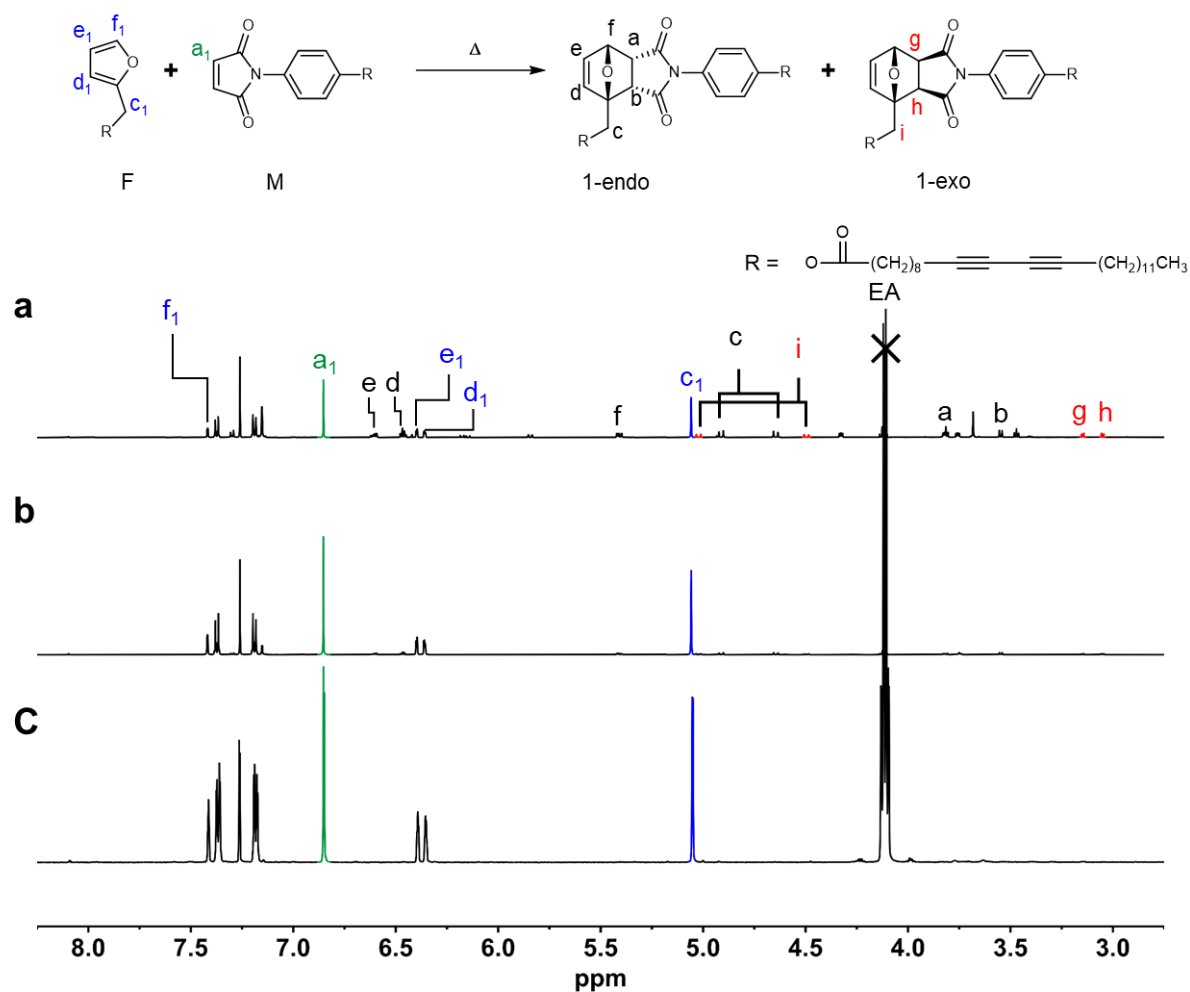 e1 f1 d1 c1 O R
+
a1 O N O R
Δ
f e d a b c O O N O R R
+
g h i O O N O R R
F
M
1-endo
1-exo
R = O O (CH2)8 (CH2)11CH3
a
EA
f1 a1 e d e1 d1 f c1 c i a b g h
b
C
8.0 7.5 7.0 6.5 6.0 5.5 5.0 4.5 4.0 3.5 3.0
ppm